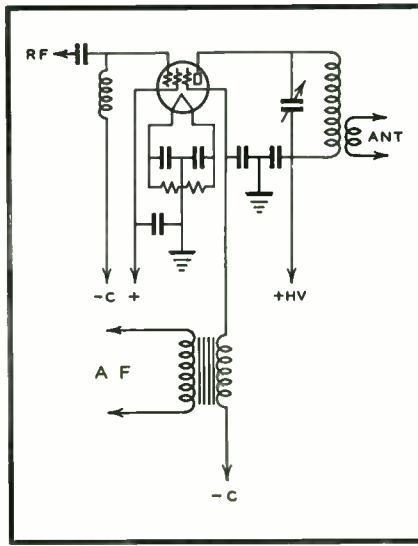 RF
ANT
-C +
+HV
A F
-C